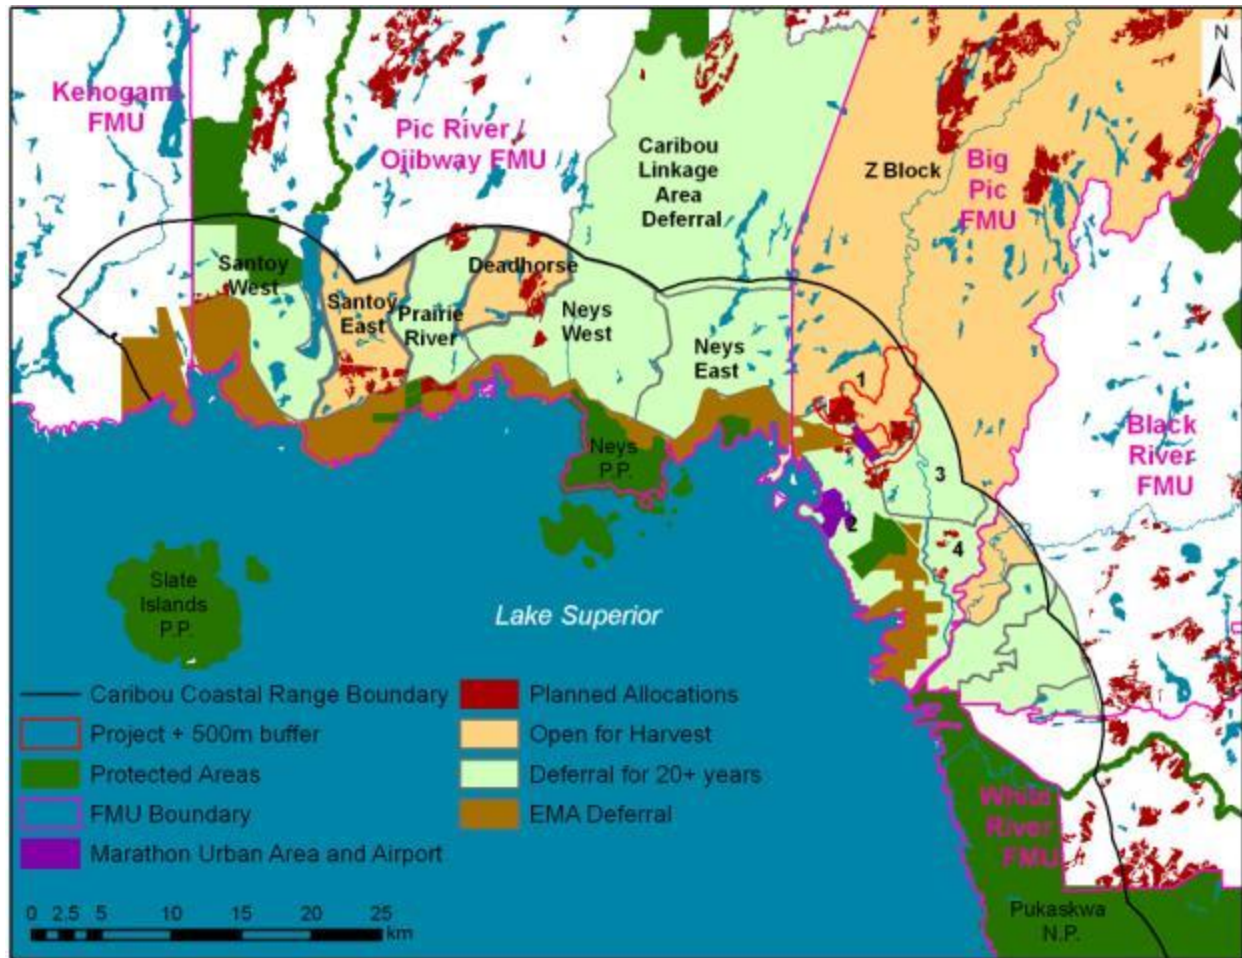 N
Kenogami
FMU
Pic River /
Ojibway FMU
Caribou
Linkage
Area
Deferral
Z Block
Big
Pic
FMU
Santoy
West
Deadhorse
Santoy
East
Prairie
River
Neys
West
Neys
East
1
Black
River
FMU
Neys
P.P.
3
2
4
Slate
Islands
P.P.
Lake Superior
Caribou Coastal Range Boundary
Project + 500m buffer
Protected Areas
FMU Boundary
Marathon Urban Area and Airport
Planned Allocations
Open for Harvest
Deferral for 20+ years
EMA Deferral
White
River
FMU
Pukaskwa
N.P.
0 2.5 5 10 15 20 25
km